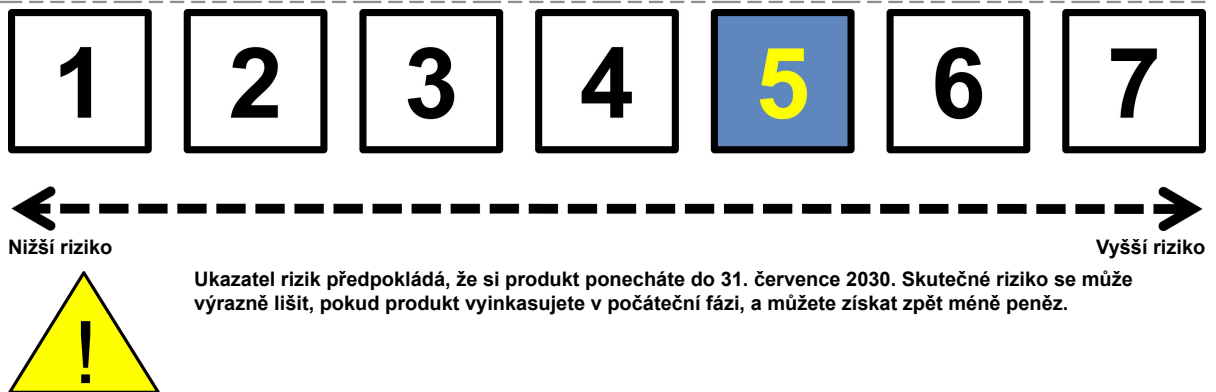 1 2 3 4 5 6 7
Nižší riziko Vyšší riziko
Ukazatel rizik předpokládá, že si produkt ponecháte do 31. července 2030. Skutečné riziko se může
výrazně lišit, pokud produkt vyinkasujete v počáteční fázi, a můžete získat zpět méně peněz.
!